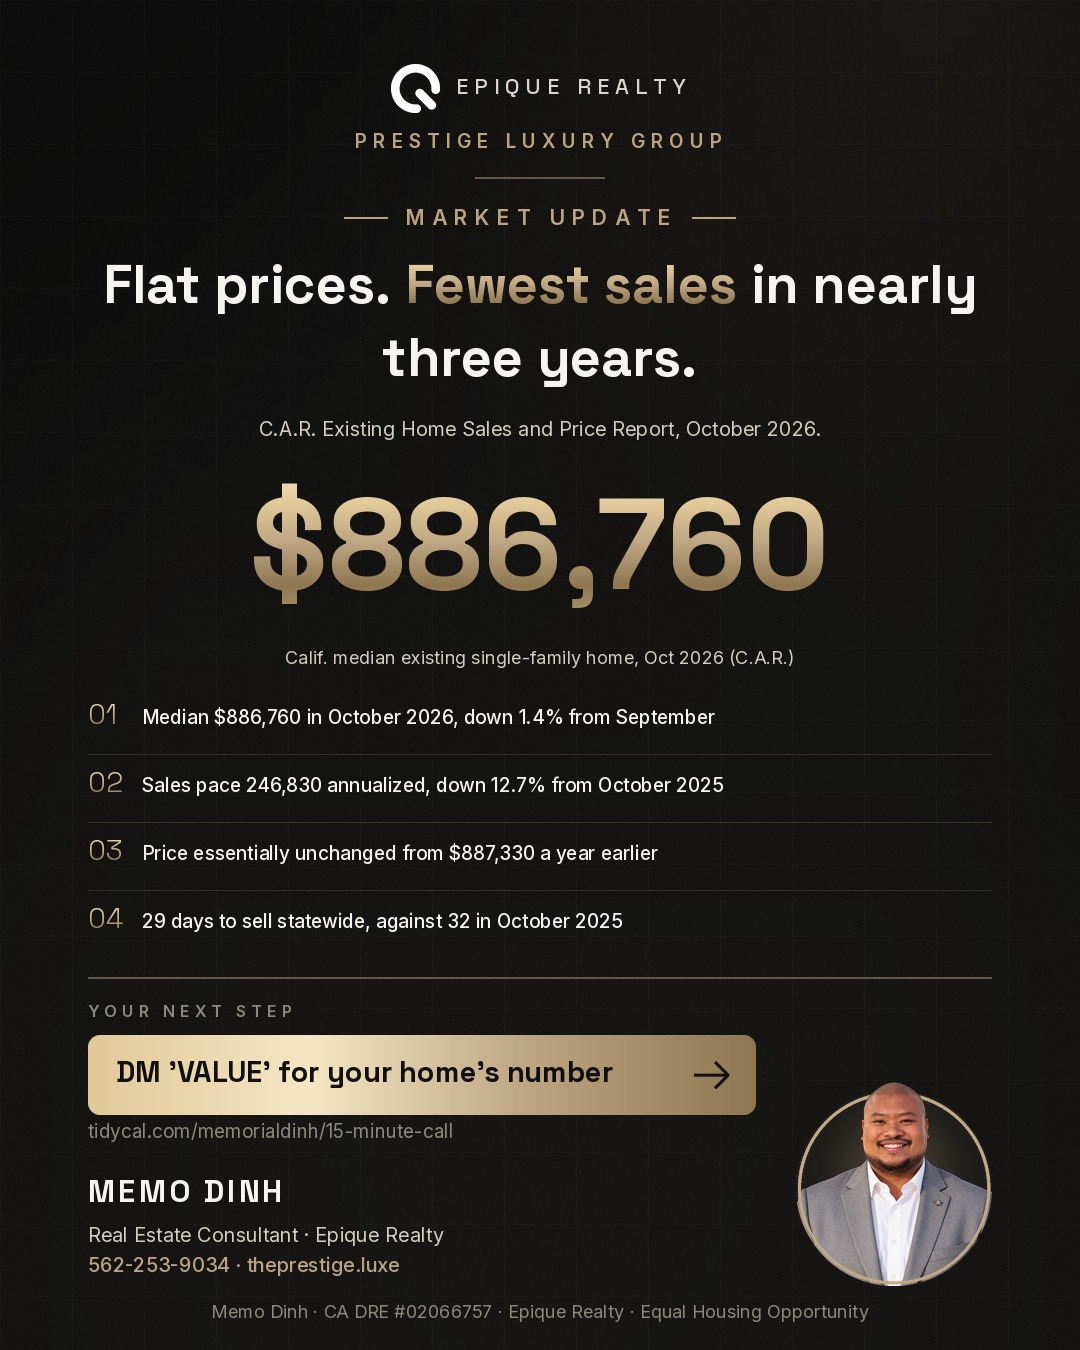 EPIQUE REALTY
PRESTIGE LUXURY GROUP
MARKET UPDATE
Flat prices. Fewest sales in nearly
three years.
C.A.R. Existing Home Sales and Price Report, October 2026.
$886,760
Calif. median existing single-family home, Oct 2026 (C.A.R.)
01 Median $886,760 in October 2026, down 1.4% from September
02 Sales pace 246,830 annualized, down 12.7% from October 2025
03 Price essentially unchanged from $887,330 a year earlier
04 29 days to sell statewide, against 32 in October 2025
YOUR NEXT STEP
DM ’VALUE’ for your home’s number →
tidycal.com/memorialdinh/15-minute-call
MEMO DINH
Real Estate Consultant · Epique Realty
562-253-9034 · theprestige.luxe
Memo Dinh · CA DRE #02066757 · Epique Realty · Equal Housing Opportunity